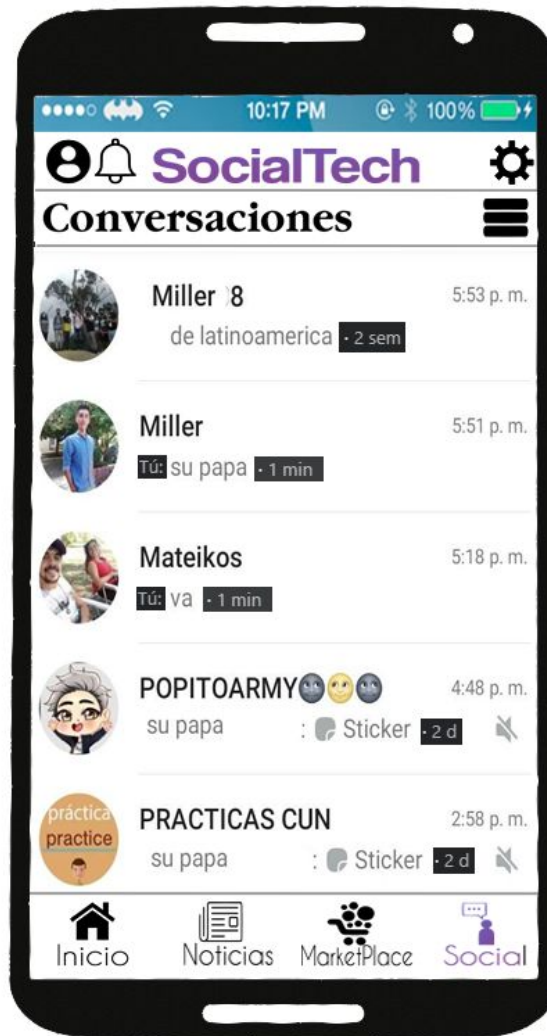 10:17 PM 100%
SocialTech
Conversaciones
Miller 8 5:53 p. m.
de latinoamerica · 2 sem
Miller 5:51 p. m.
Tú: su papa · 1 min
Mateikos 5:18 p. m.
Tú: va · 1 min
POPITOARMY🌚🌝🌚 4:48 p. m.
su papa : Sticker · 2 d
práctica
practice
PRACTICAS CUN 2:58 p. m.
su papa : Sticker · 2 d
Inicio Noticias MarketPlace Social